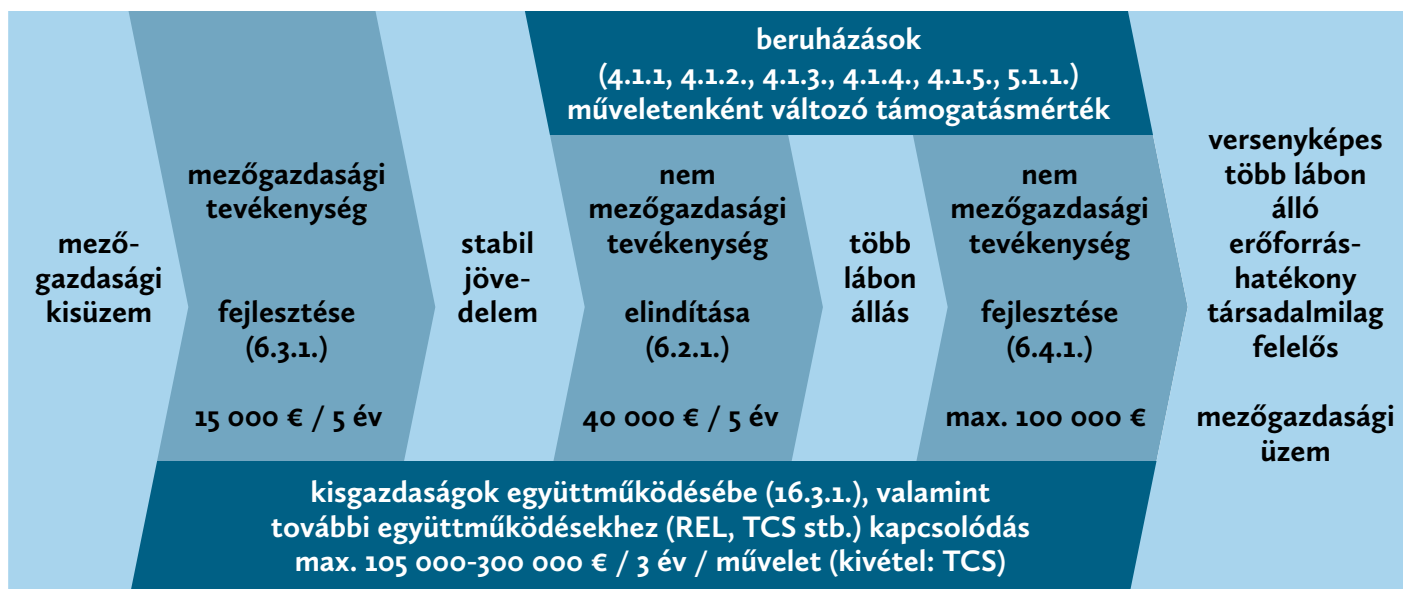 beruházások
(4.1.1, 4.1.2., 4.1.3., 4.1.4., 4.1.5., 5.1.1.)
műveletenként változó támogatásmérték
mező-
gazdasági
kisüzem
mezőgazdasági
tevékenység
fejlesztése
(6.3.1.)
15 000 € / 5 év
stabil
jöve-
delem
nem
mezőgazdasági
tevékenység
elindítása
(6.2.1.)
40 000 € / 5 év
több
lábon
állás
nem
mezőgazdasági
tevékenység
fejlesztése
(6.4.1.)
max. 100 000 €
versenyképes
több lábon
álló
erőforrás-
hatékony
társadalmilag
felelős
mezőgazdasági
üzem
kisgazdaságok együttműködésébe (16.3.1.), valamint
további együttműködésekhez (REL, TCS stb.) kapcsolódás
max. 105 000-300 000 € / 3 év / művelet (kivétel: TCS)